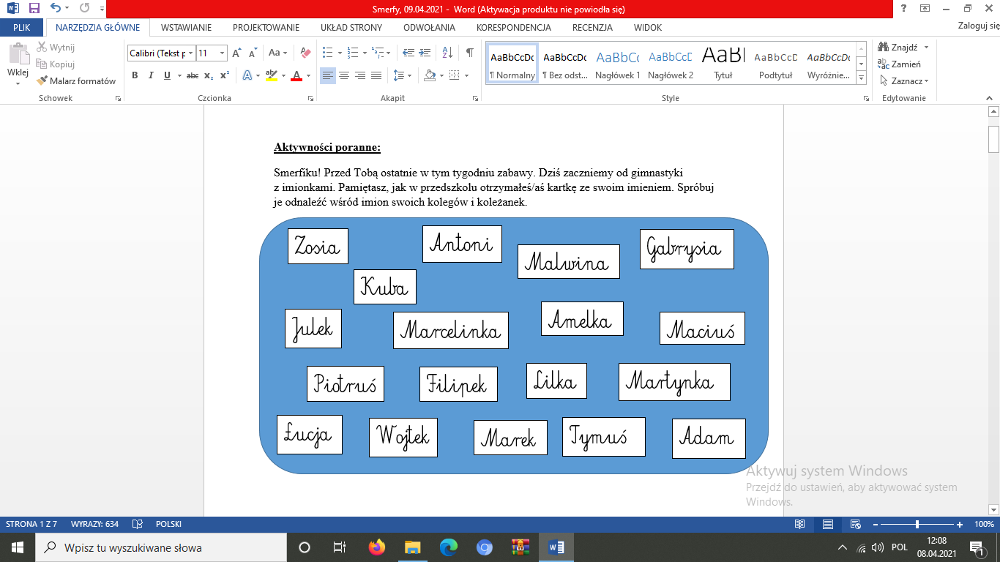 Smerfy, 09.04.2021 - Word (Aktywacja produktu nie powiodła się)
PLIK NARZĘDZIA GŁÓWNE WSTAWIANIE PROJEKTOWANIE UKŁAD STRONY ODWOŁANIA KORESPONDENCJA RECENZJA WIDOK Zaloguj się
Wklej
Wytnij
Kopiuj
Malarz formatów
Schowek
Calibri (Tekst p 11
Czcionka
Akapit
AaBbCcDc AaBbCcDc AaBbCc AaBbCcD AaBl AaBbCcD AaBbCcDc
¶ Normalny ¶ Bez odst... Nagłówek 1 Nagłówek 2 Tytuł Podtytuł Wyróżnie...
Style
Znajdź
Zamień
Zaznacz
Edytowanie
Aktywności poranne:
Smerfiku! Przed Tobą ostatnie w tym tygodniu zabawy. Dziś zaczniemy od gimnastyki
z imionkami. Pamiętasz, jak w przedszkolu otrzymałeś/aś kartkę ze swoim imieniem. Spróbuj
je odnaleźć wśród imion swoich kolegów i koleżanek.
Zosia Antoni Malwina Gabrysia
Kuba
Julek Marcelinka Amelka Maciuś
Piotruś Filipek Lilka Martynka
Łucja Wojtek Marek Tymuś Adam
Aktywuj system Windows
Przejdź do ustawień, aby aktywować system
Windows.
STRONA 1 Z 7 WYRAZY: 634 POLSKI 100%
Wpisz tu wyszukiwane słowa
POL
12:08
08.04.2021
1